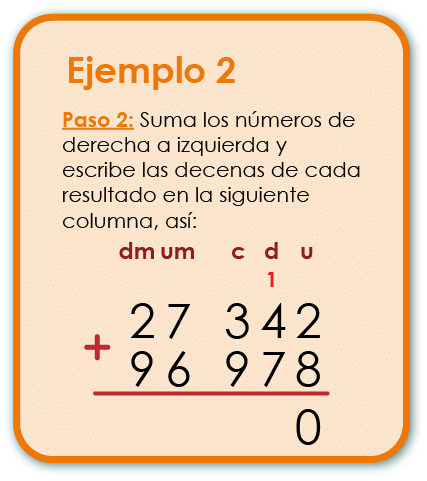 Ejemplo 2
Paso 2: Suma los números de
derecha a izquierda y
escribe las decenas de cada
resultado en la siguiente
columna, así:
dm um c d u
1
27 342
+
96 978
0